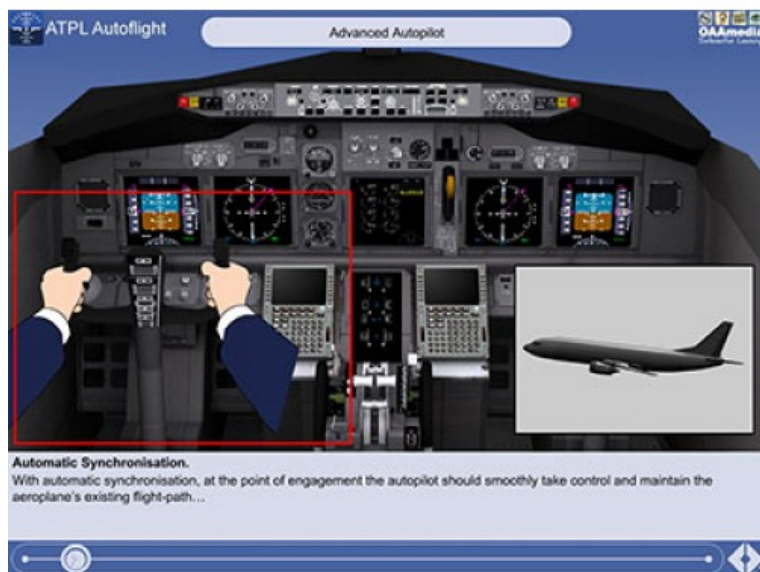 ATPL Autoflight
Advanced Autopilot
OAAmedia
Automatic Synchronisation.
With automatic synchronisation, at the point of engagement the autopilot should smoothly take control and maintain the
aeroplane's existing flight-path...